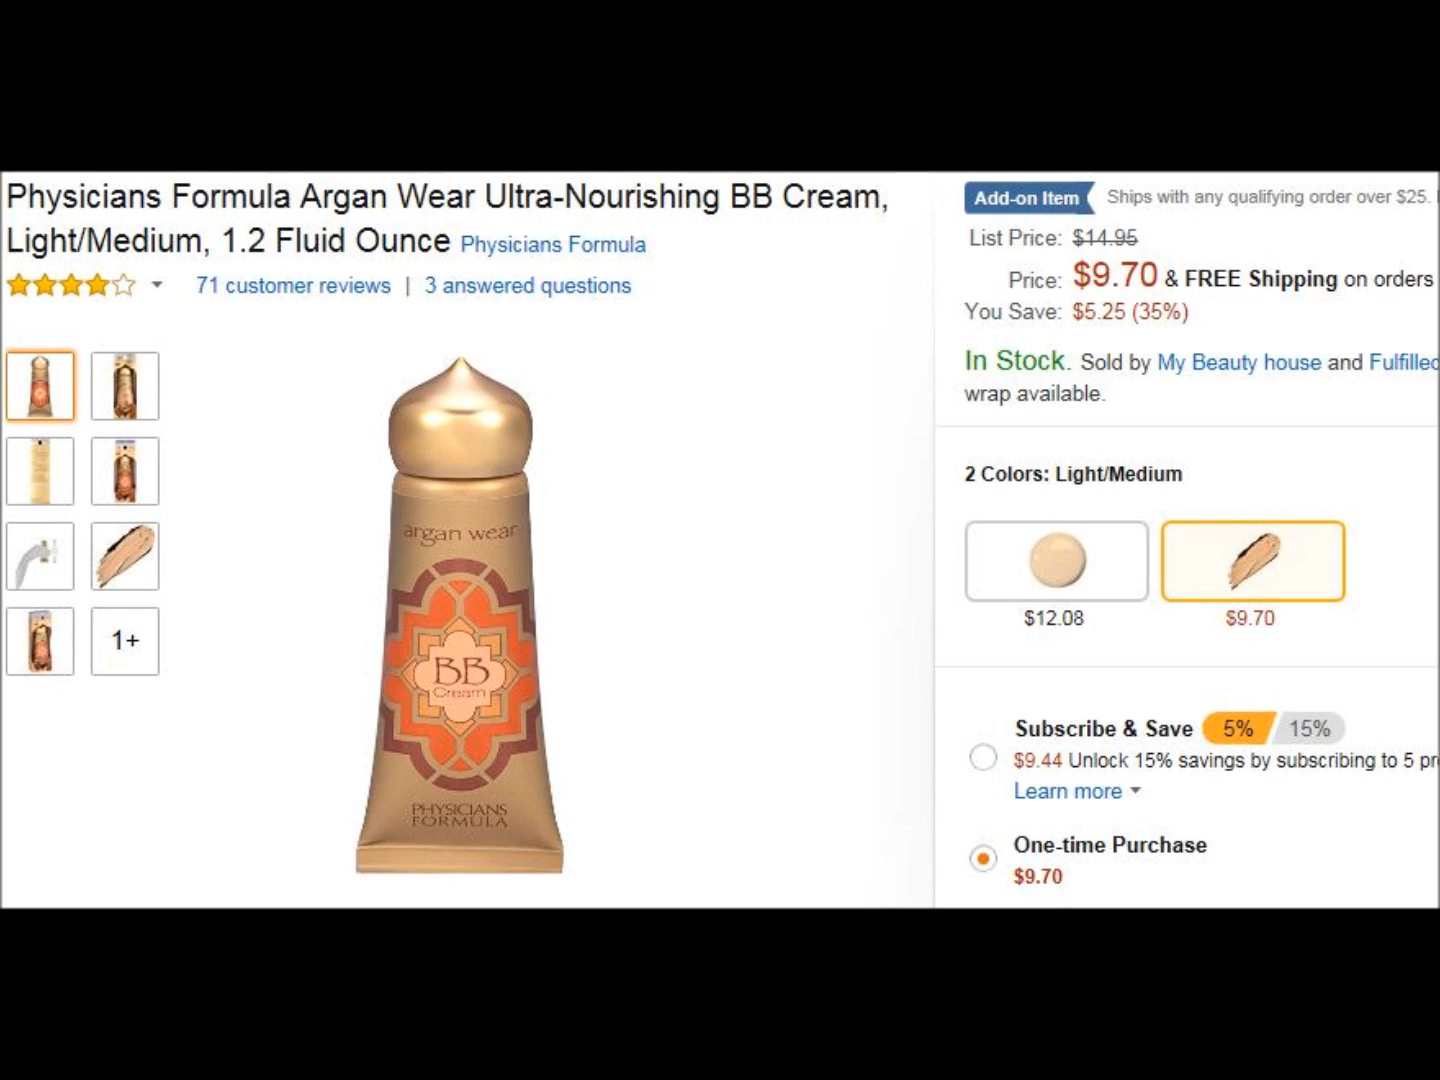 Physicians Formula Argan Wear Ultra-Nourishing BB Cream,
Light/Medium, 1.2 Fluid Ounce Physicians Formula
71 customer reviews | 3 answered questions
1+
argan wear
BB
Cream
PHYSICIANS
FORMULA
Add-on Item Ships with any qualifying order over $25.
List Price: $14.95
Price: $9.70 & FREE Shipping on orders
You Save: $5.25 (35%)
In Stock. Sold by My Beauty house and Fulfilled
wrap available.
2 Colors: Light/Medium
$12.08 $9.70
Subscribe & Save 5% 15%
$9.44 Unlock 15% savings by subscribing to 5 pr
Learn more
One-time Purchase
$9.70